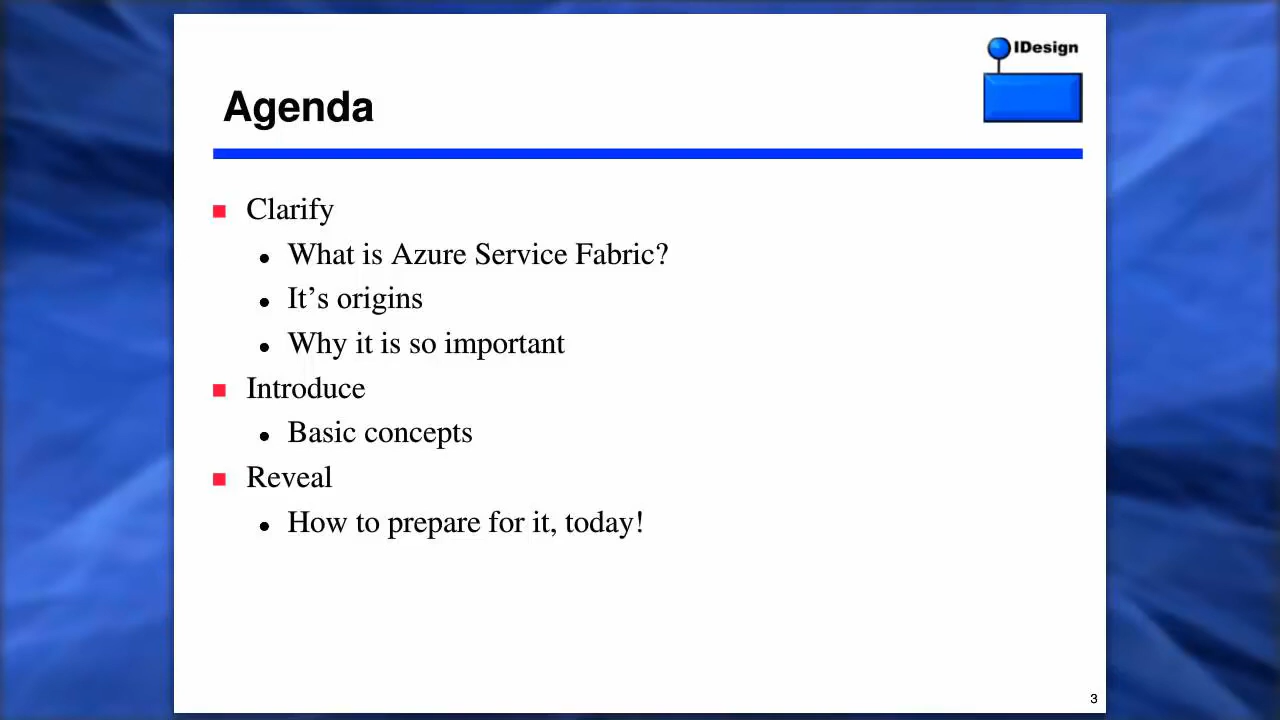 IDesign
Agenda
Clarify
What is Azure Service Fabric?
It’s origins
Why it is so important
Introduce
Basic concepts
Reveal
How to prepare for it, today!
3